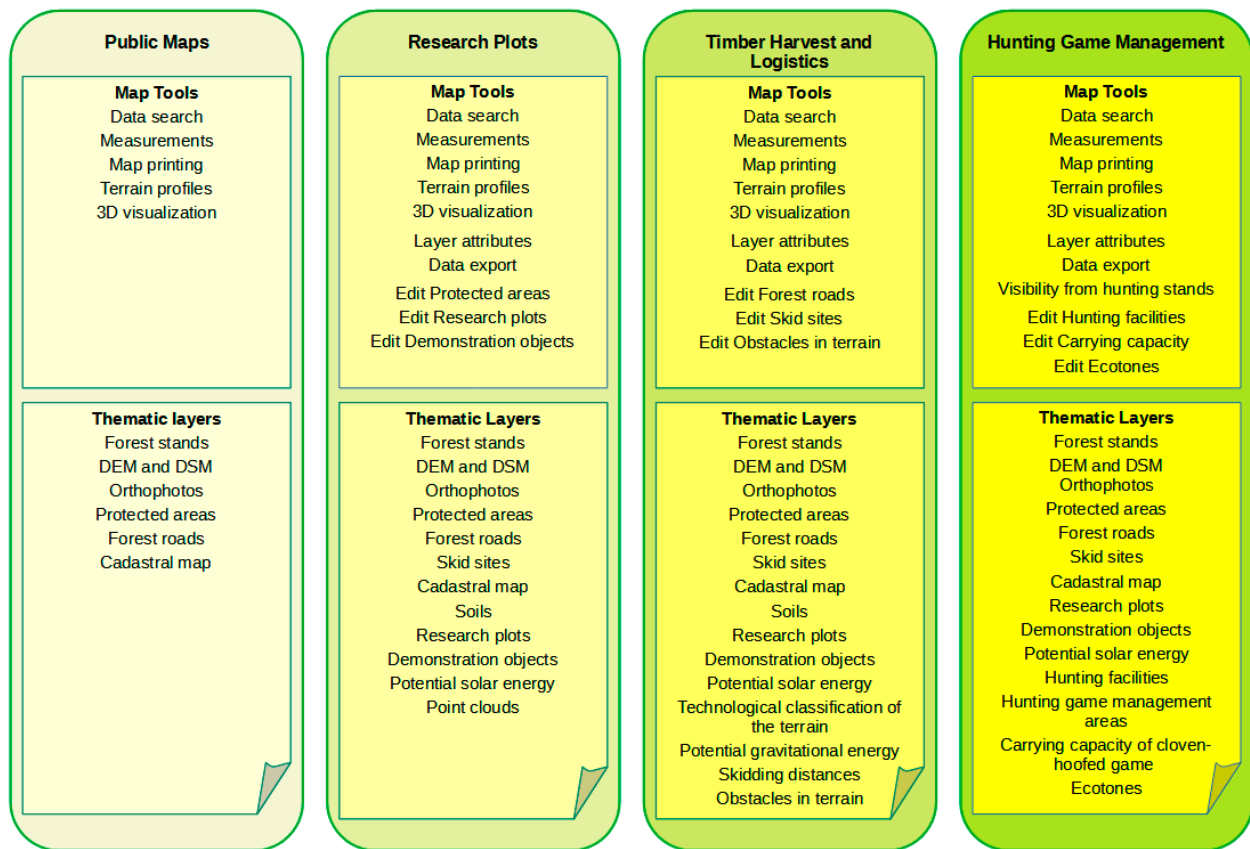 Public Maps
Map Tools
Data search
Measurements
Map printing
Terrain profiles
3D visualization
Thematic layers
Forest stands
DEM and DSM
Orthophotos
Protected areas
Forest roads
Cadastral map
Research Plots
Map Tools
Data search
Measurements
Map printing
Terrain profiles
3D visualization
Layer attributes
Data export
Edit Protected areas
Edit Research plots
Edit Demonstration objects
Thematic Layers
Forest stands
DEM and DSM
Orthophotos
Protected areas
Forest roads
Skid sites
Cadastral map
Soils
Research plots
Demonstration objects
Potential solar energy
Point clouds
Timber Harvest and
Logistics
Map Tools
Data search
Measurements
Map printing
Terrain profiles
3D visualization
Layer attributes
Data export
Edit Forest roads
Edit Skid sites
Edit Obstacles in terrain
Thematic Layers
Forest stands
DEM and DSM
Orthophotos
Protected areas
Forest roads
Skid sites
Cadastral map
Soils
Research plots
Demonstration objects
Potential solar energy
Technological classification of
the terrain
Potential gravitational energy
Skidding distances
Obstacles in terrain
Hunting Game Management
Map Tools
Data search
Measurements
Map printing
Terrain profiles
3D visualization
Layer attributes
Data export
Visibility from hunting stands
Edit Hunting facilities
Edit Carrying capacity
Edit Ecotones
Thematic Layers
Forest stands
DEM and DSM
Orthophotos
Protected areas
Forest roads
Skid sites
Cadastral map
Research plots
Demonstration objects
Potential solar energy
Hunting facilities
Hunting game management
areas
Carrying capacity of cloven-
hoofed game
Ecotones